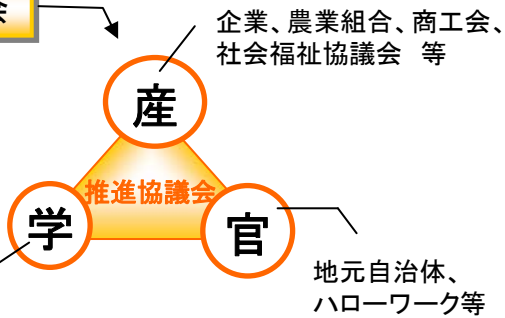 会
企業、農業組合、商工会、
社会福祉協議会 等
産
推進協議会
学
官
地元自治体、
ハローワーク等